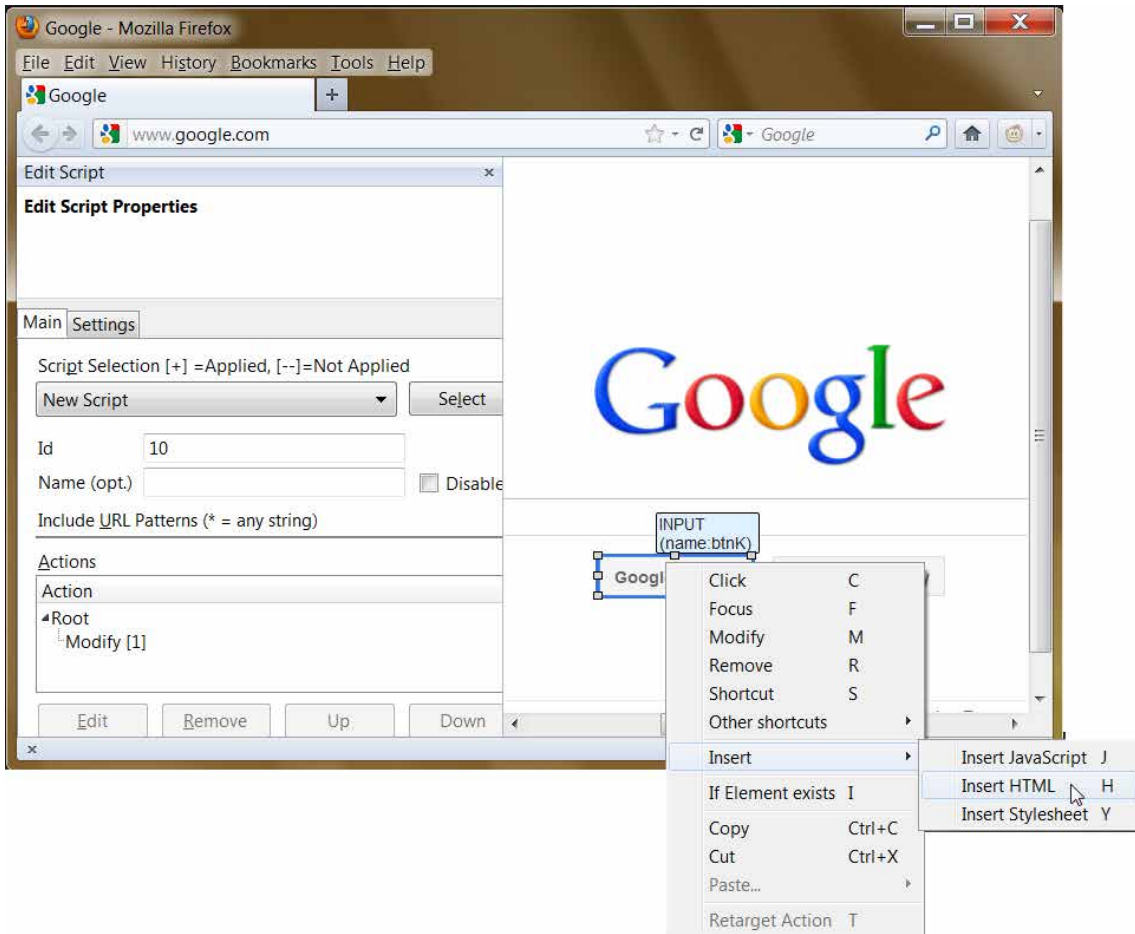 Google - Mozilla Firefox
File Edit View History Bookmarks Tools Help
Google +
www.google.com Google
Edit Script x
Edit Script Properties
Main Settings
Script Selection [+] =Applied, [--]=Not Applied
New Script Select
Id 10
Name (opt.) Disable
Include URL Patterns (* = any string)
Actions
Action
Root
Modify [1]
Edit Remove Up Down
x
Google
INPUT
(name:btnK)
Googl
Click C
Focus F
Modify M
Remove R
Shortcut S
Other shortcuts
Insert
If Element exists I
Copy Ctrl+C
Cut Ctrl+X
Paste...
Retarget Action T
Insert JavaScript J
Insert HTML H
Insert Stylesheet Y